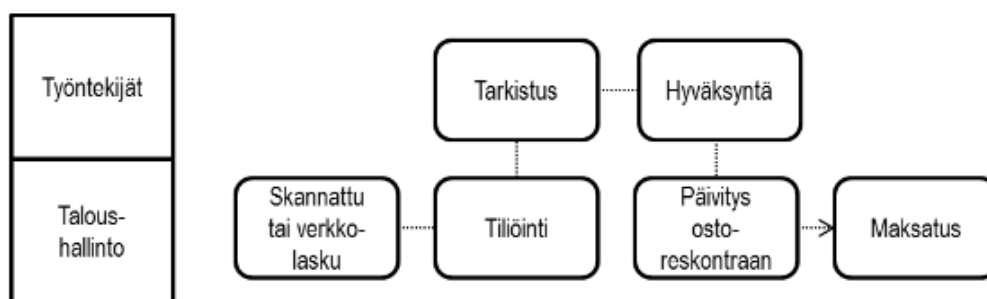 Työntekijät
Tarkistus
Hyväksyntä
Talous-
hallinto
Skannattu
tai verkko-
lasku
Tiliöinti
Päivitys
osto-
reskontraan
Maksatus